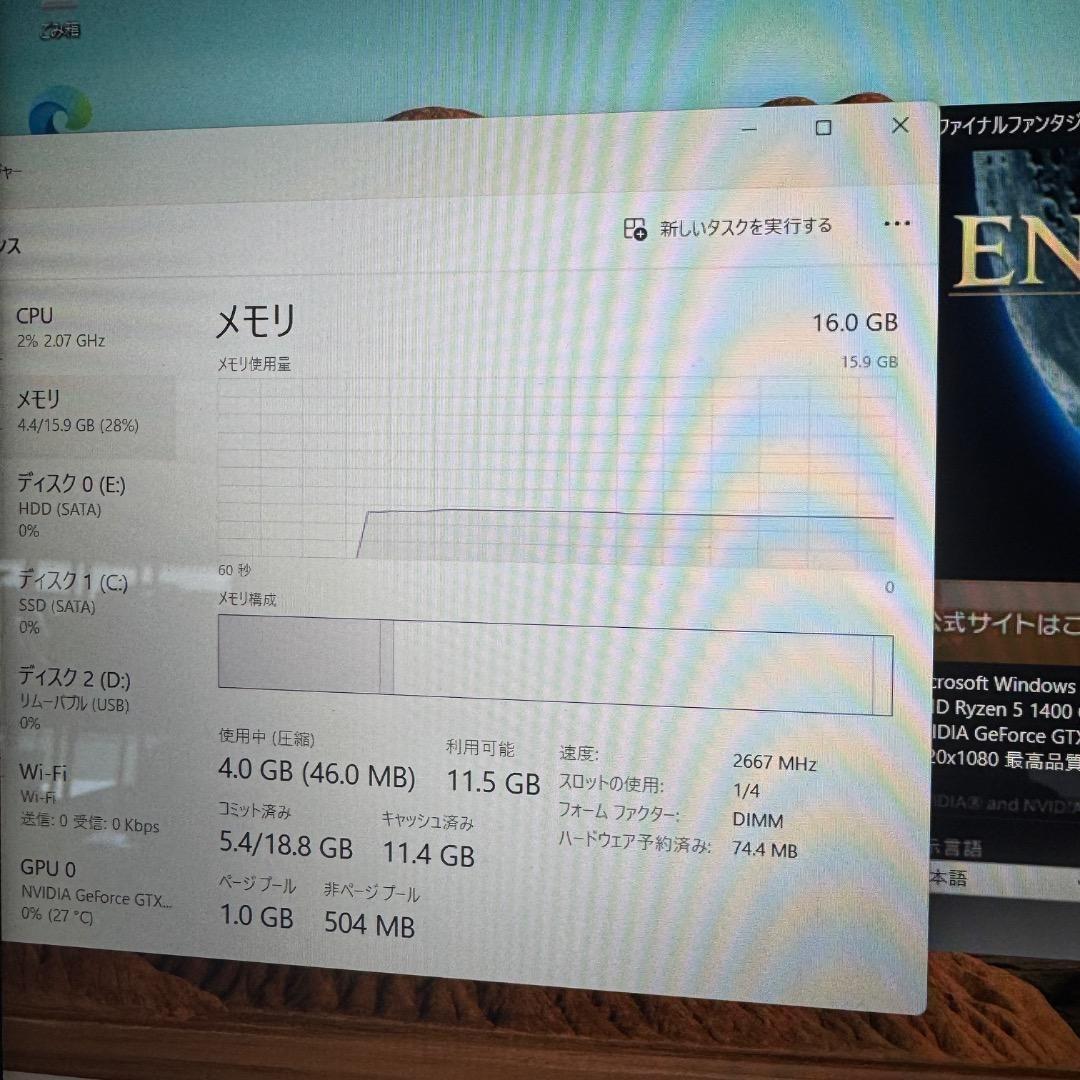 ごみ箱
ャー
ンス
新しいタスクを実行する
CPU
2% 2.07 GHz
メモリ
4.4/15.9 GB (28%)
ディスク 0 (E:)
HDD (SATA)
0%
ディスク 1 (C:)
SSD (SATA)
0%
ディスク 2 (D:)
リムーバブル (USB)
0%
Wi-Fi
Wi-Fi
送信: 0 受信: 0 Kbps
GPU 0
NVIDIA GeForce GTX...
0% (27 °C)
メモリ
16.0 GB
メモリ使用量
15.9 GB
60 秒
0
メモリ構成
使用中 (圧縮)
4.0 GB (46.0 MB)
利用可能
11.5 GB
コミット済み
5.4/18.8 GB
キャッシュ済み
11.4 GB
ページ プール
1.0 GB
非ページ プール
504 MB
速度:
2667 MHz
スロットの使用:
1/4
フォーム ファクター:
DIMM
ハードウェア予約済み:
74.4 MB
ファイナルファンタジ
EN
公式サイトはこ
crosoft Windows
D Ryzen 5 1400
IDIA GeForce GTX
20x1080 最高品質
IDIA® and NVIDIA
示言語
本語